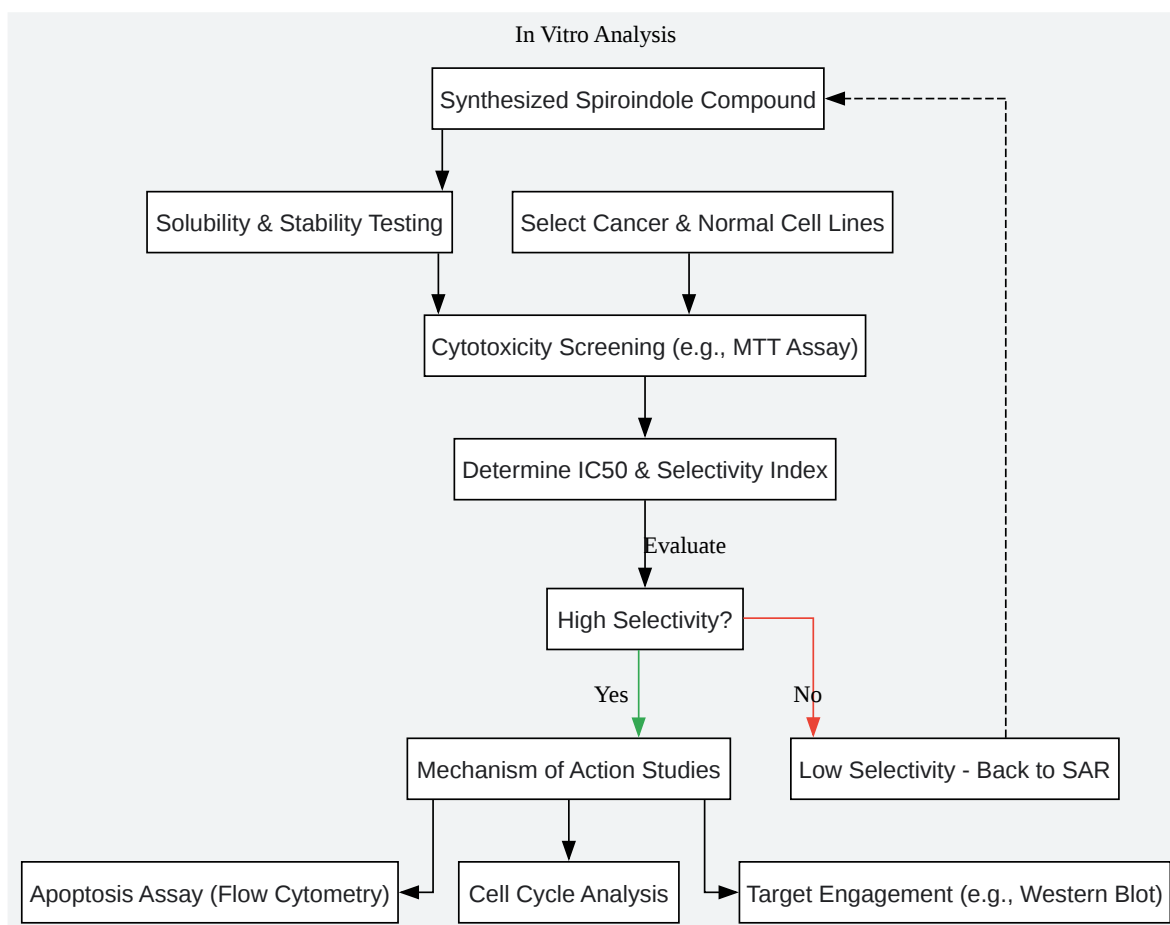 In Vitro Analysis
Synthesized Spiroindole Compound
Solubility & Stability Testing
Select Cancer & Normal Cell Lines
Cytotoxicity Screening (e.g., MTT Assay)
Determine IC50 & Selectivity Index
Evaluate
High Selectivity?
Yes
No
Mechanism of Action Studies
Low Selectivity - Back to SAR
Apoptosis Assay (Flow Cytometry)
Cell Cycle Analysis
Target Engagement (e.g., Western Blot)